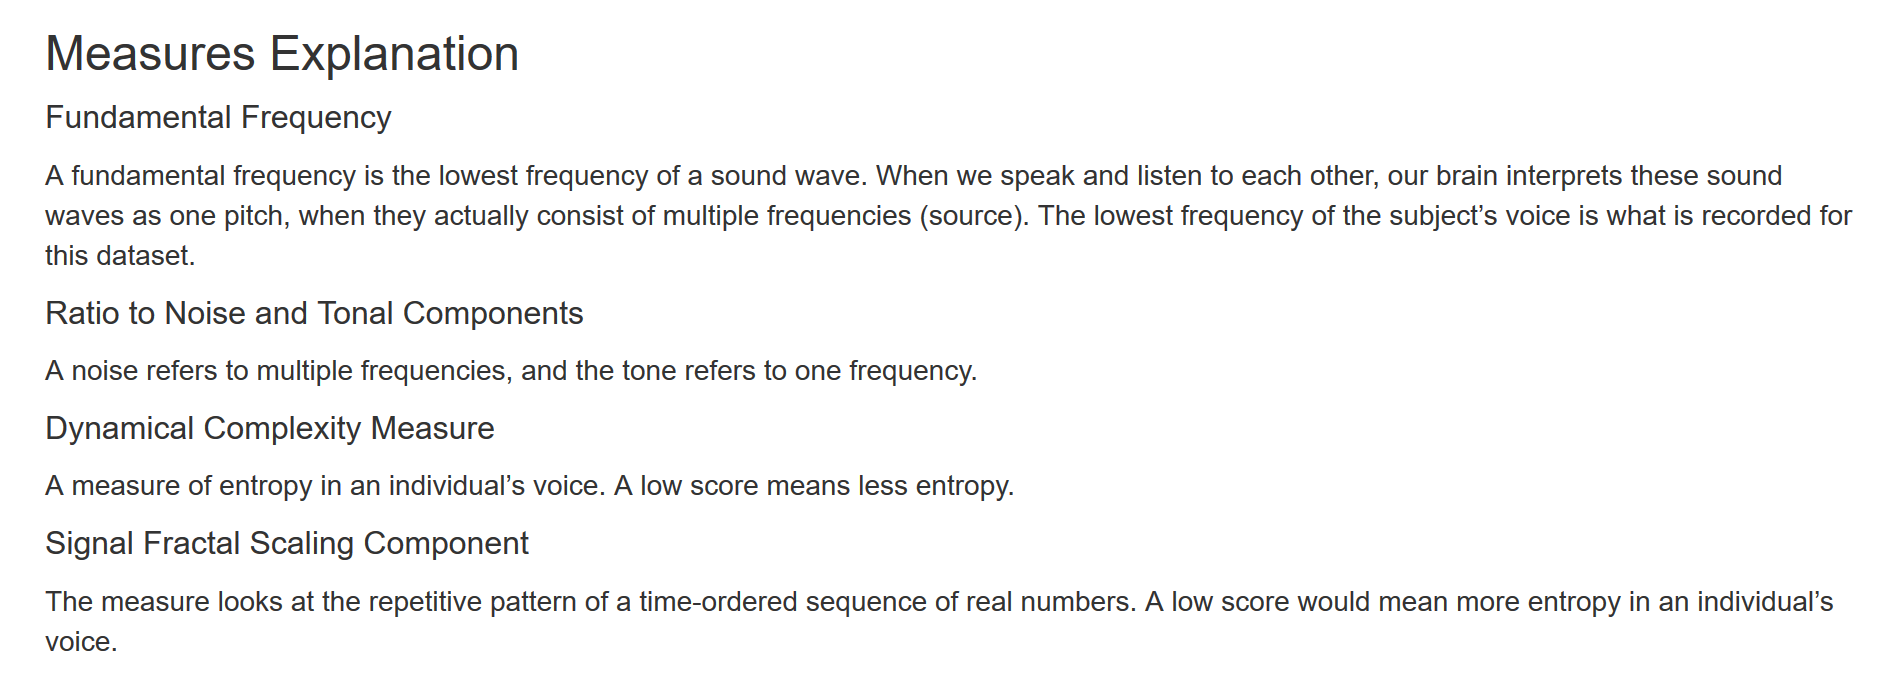 Measures Explanation
Fundamental Frequency
A fundamental frequency is the lowest frequency of a sound wave. When we speak and listen to each other, our brain interprets these sound
waves as one pitch, when they actually consist of multiple frequencies (source). The lowest frequency of the subject’s voice is what is recorded for
this dataset.
Ratio to Noise and Tonal Components
A noise refers to multiple frequencies, and the tone refers to one frequency.
Dynamical Complexity Measure
A measure of entropy in an individual’s voice. A low score means less entropy.
Signal Fractal Scaling Component
The measure looks at the repetitive pattern of a time-ordered sequence of real numbers. A low score would mean more entropy in an individual’s
voice.